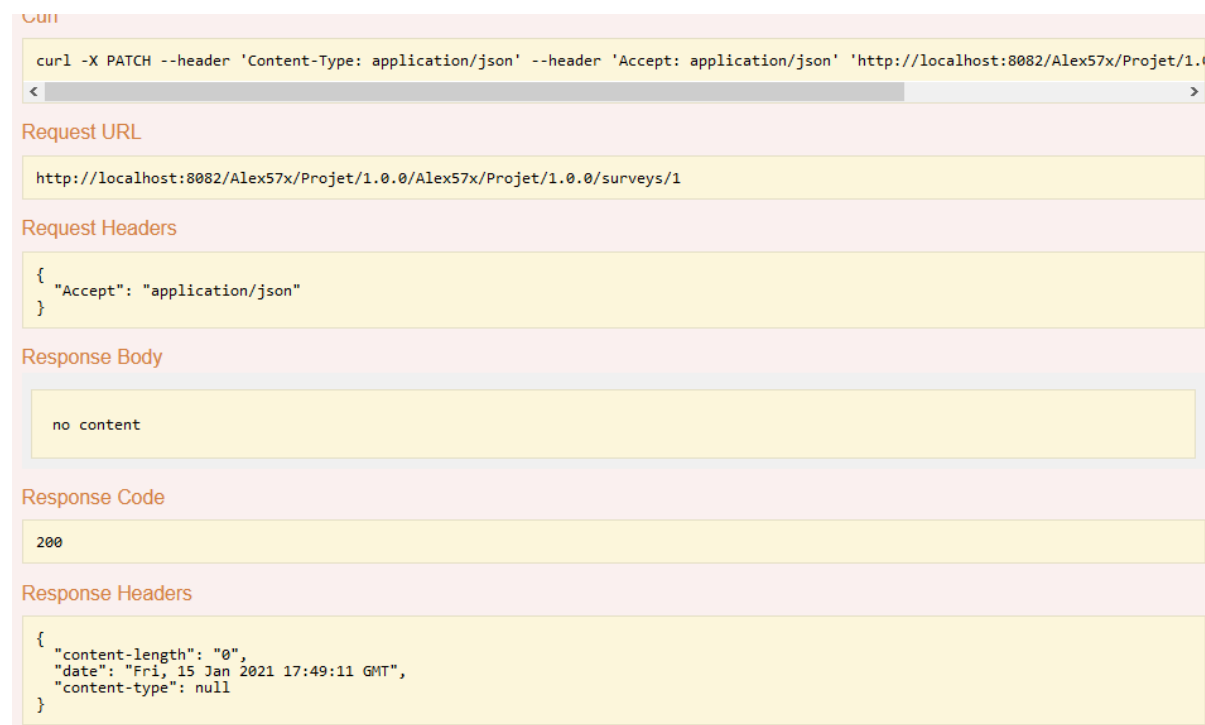 Curl
curl -X PATCH --header 'Content-Type: application/json' --header 'Accept: application/json' 'http://localhost:8082/Alex57x/Projet/1.
Request URL
http://localhost:8082/Alex57x/Projet/1.0.0/Alex57x/Projet/1.0.0/surveys/1
Request Headers
{
"Accept": "application/json"
}
Response Body
no content
Response Code
200
Response Headers
{
"content-length": "0",
"date": "Fri, 15 Jan 2021 17:49:11 GMT",
"content-type": null
}